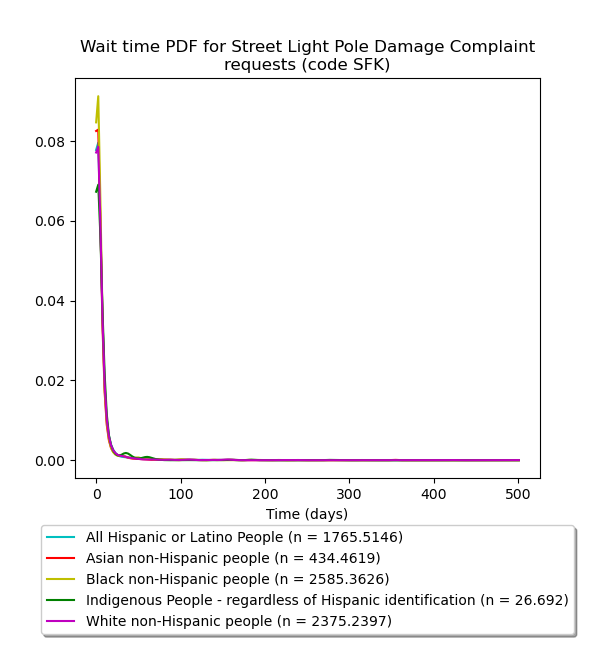 Wait time PDF for Street Light Pole Damage Complaint
requests (code SFK)
0.08
0.06
0.04
0.02
0.00
0
100
200
300
400
500
Time (days)
All Hispanic or Latino People (n = 1765.5146)
Asian non-Hispanic people (n = 434.4619)
Black non-Hispanic people (n = 2585.3626)
Indigenous People - regardless of Hispanic identification (n = 26.692)
White non-Hispanic people (n = 2375.2397)